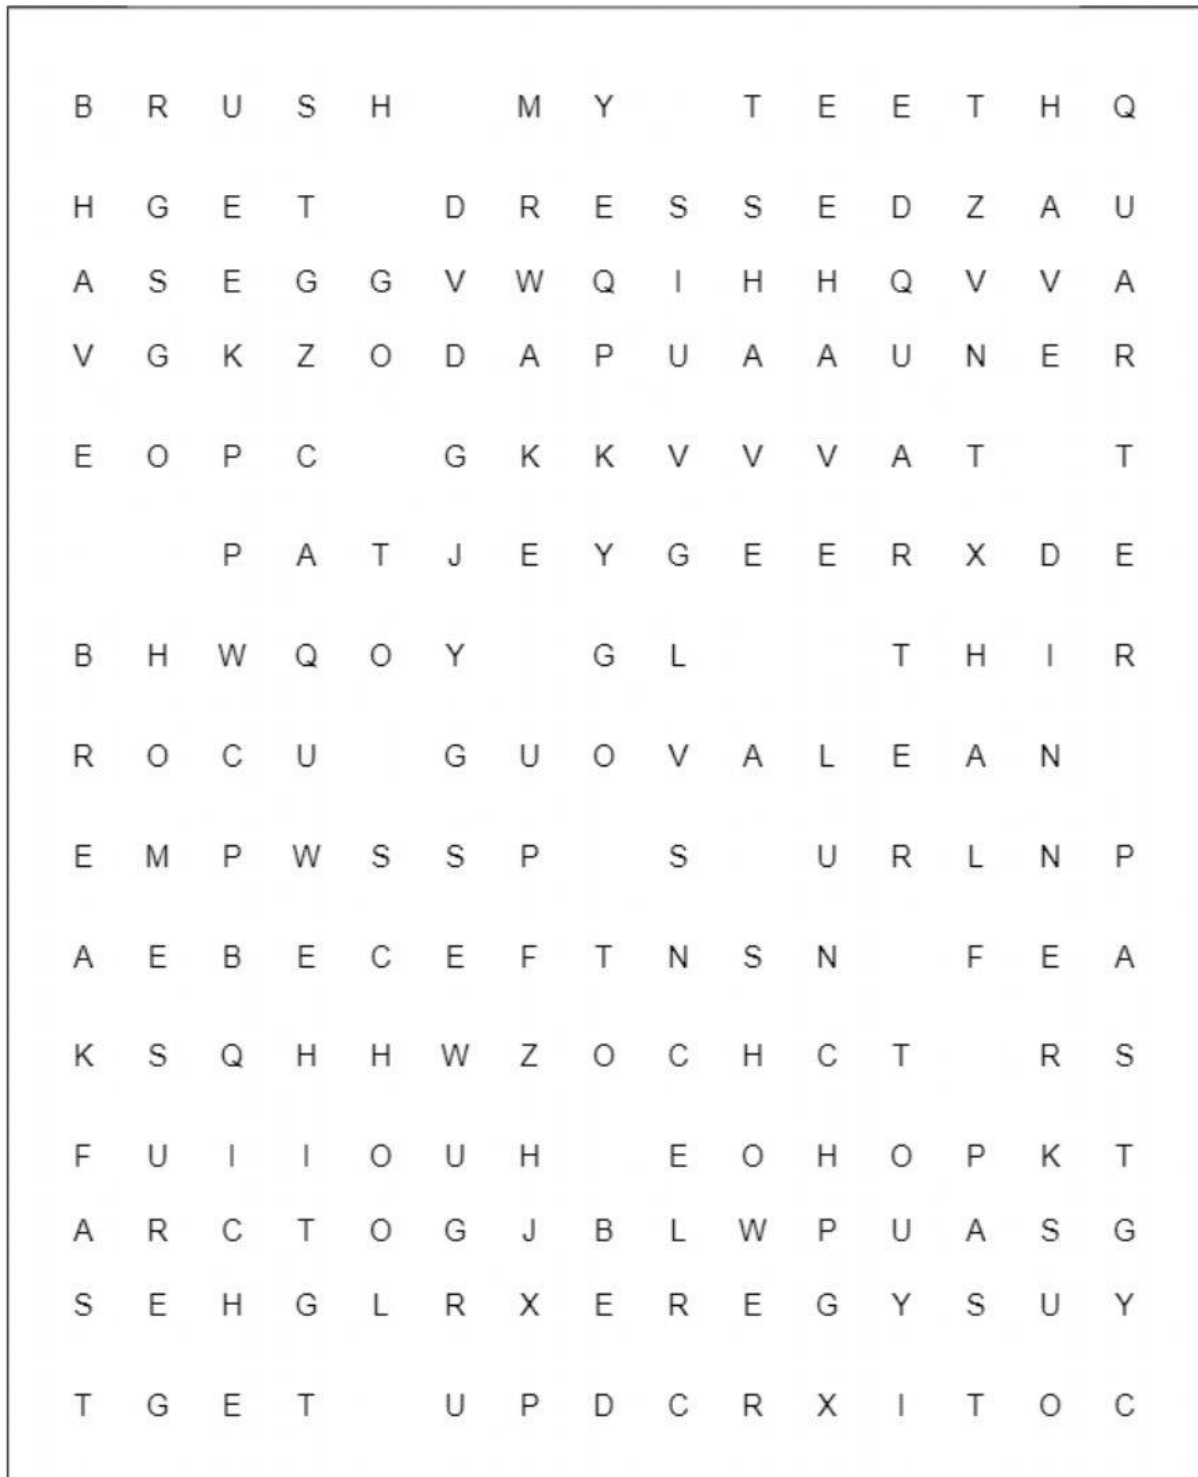 B R U S H   M Y   T E E T H Q
H G E T   D R E S S E D Z A U
A S E G G V W Q I H H Q V V A
V G K Z O D A P U A A U N E R
E O P C   G K K V V V A T   T
    P A T J E Y G E E R X D E
B H W Q O Y   G L     T H I R
R O C U   G U O V A L E A N
E M P W S S P   S   U R L N P
A E B E C E F T N S N   F E A
K S Q H H W Z O C H C T   R S
F U I I O U H   E O H O P K T
A R C T O G J B L W P U A S G
S E H G L R X E R E G Y S U Y
T G E T   U P D C R X I T O C